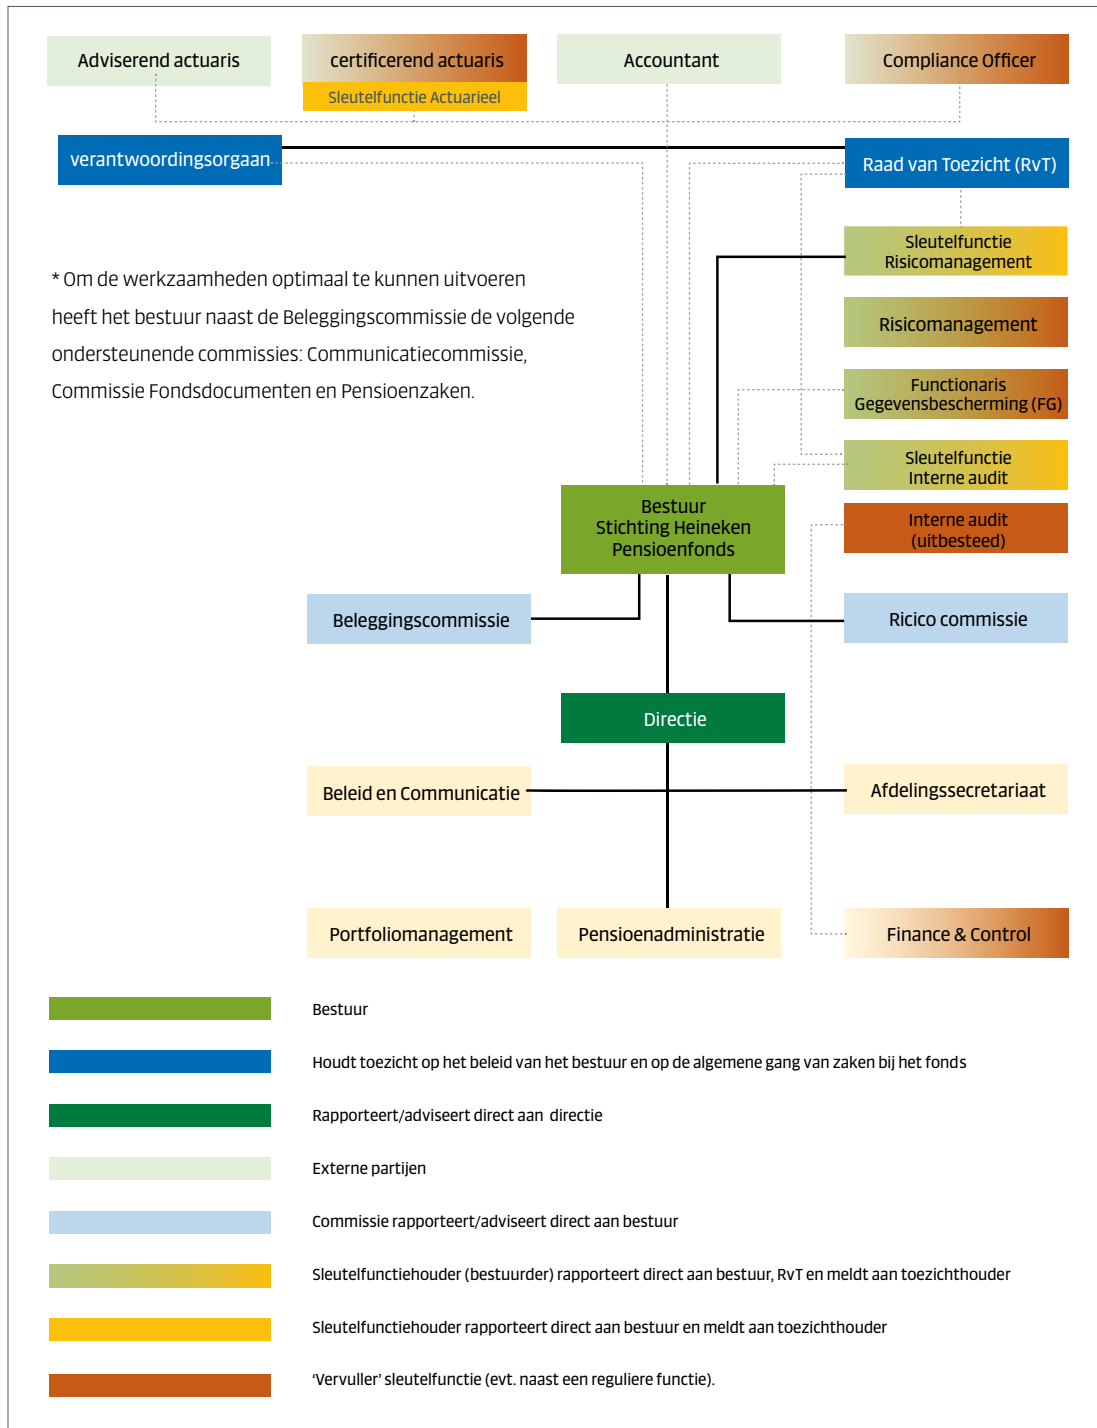 Adviserend actuaris
certificerend actuaris
Sleutelfunctie Actuarieel
Accountant
Compliance Officer
verantwoordingsorgaan
Raad van Toezicht (RvT)
Sleutelfunctie
Risicomanagement
* Om de werkzaamheden optimaal te kunnen uitvoeren
heeft het bestuur naast de Beleggingscommissie de volgende
ondersteunende commissies: Communicatiecommissie,
Commissie Fondsdocumenten en Pensioenzaken.
Risicomanagement
Functionaris
Gegevensbescherming (FG)
Sleutelfunctie
Interne audit
Bestuur
Stichting Heineken
Pensioenfonds
Interne audit
(uitbesteed)
Beleggingscommissie
Ricico commissie
Directie
Beleid en Communicatie
Afdelingssecretariaat
Portfoliomanagement
Pensioenadministratie
Finance & Control
Bestuur
Houdt toezicht op het beleid van het bestuur en op de algemene gang van zaken bij het fonds
Rapporteert/adviseert direct aan directie
Externe partijen
Commissie rapporteert/adviseert direct aan bestuur
Sleutelfunctiehouder (bestuurder) rapporteert direct aan bestuur, RvT en meldt aan toezichthouder
Sleutelfunctiehouder rapporteert direct aan bestuur en meldt aan toezichthouder
‘Vervuller’ sleutelfunctie (evt. naast een reguliere functie).